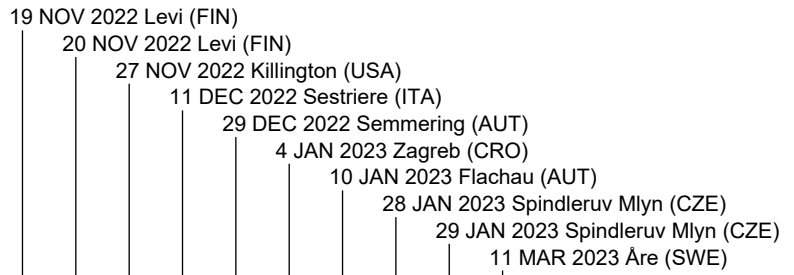 19 NOV 2022 Levi (FIN)
20 NOV 2022 Levi (FIN)
27 NOV 2022 Killington (USA)
11 DEC 2022 Sestriere (ITA)
29 DEC 2022 Semmering (AUT)
4 JAN 2023 Zagreb (CRO)
10 JAN 2023 Flachau (AUT)
28 JAN 2023 Spindleruv Mlyn (CZE)
29 JAN 2023 Spindleruv Mlyn (CZE)
11 MAR 2023 Åre (SWE)